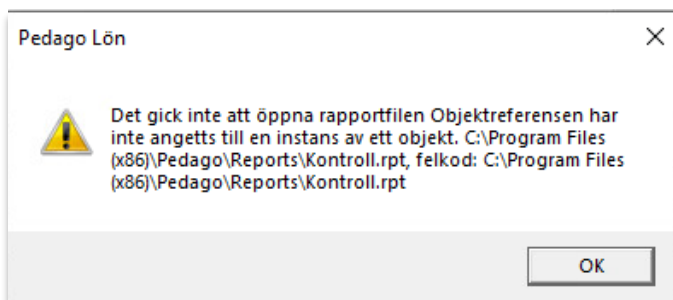 Pedago Lön
Det gick inte att öppna rapportfilen Objektreferensen har
inte angetts till en instans av ett objekt. C:\Program Files
(x86)\Pedago\Reports\Kontroll.rpt, felkod: C:\Program Files
(x86)\Pedago\Reports\Kontroll.rpt
OK